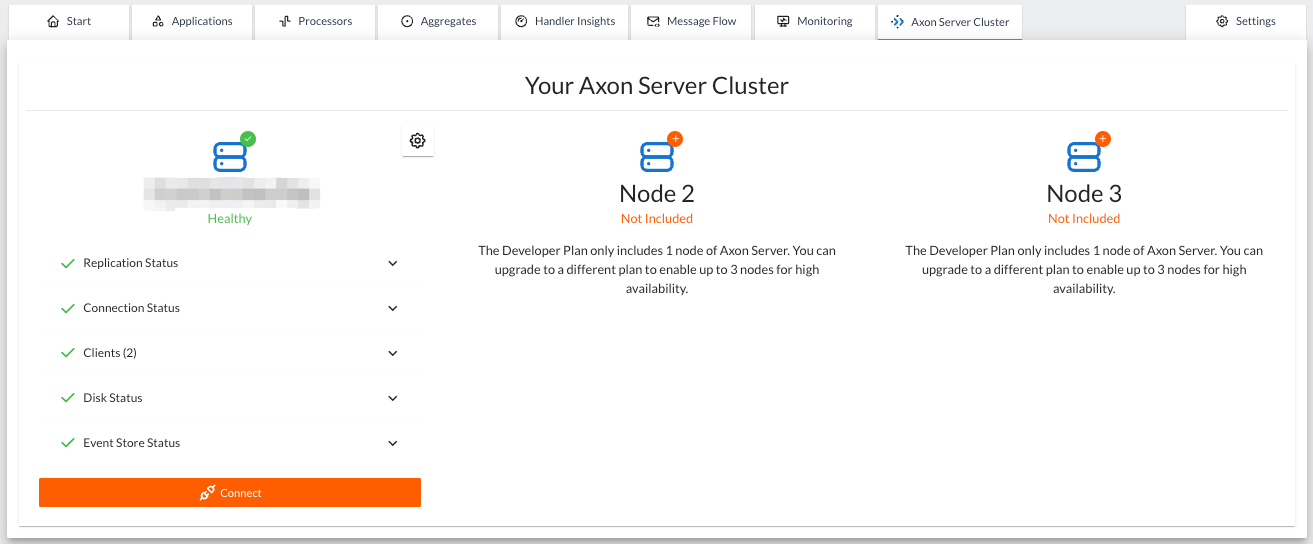 Start
Applications
Processors
Aggregates
Handler Insights
Message Flow
Monitoring
Axon Server Cluster
Settings
Your Axon Server Cluster
Healthy
Replication Status
Connection Status
Clients (2)
Disk Status
Event Store Status
Connect
Node 2
Not Included
The Developer Plan only includes 1 node of Axon Server. You can
upgrade to a different plan to enable up to 3 nodes for high
availability.
Node 3
Not Included
The Developer Plan only includes 1 node of Axon Server. You can
upgrade to a different plan to enable up to 3 nodes for high
availability.